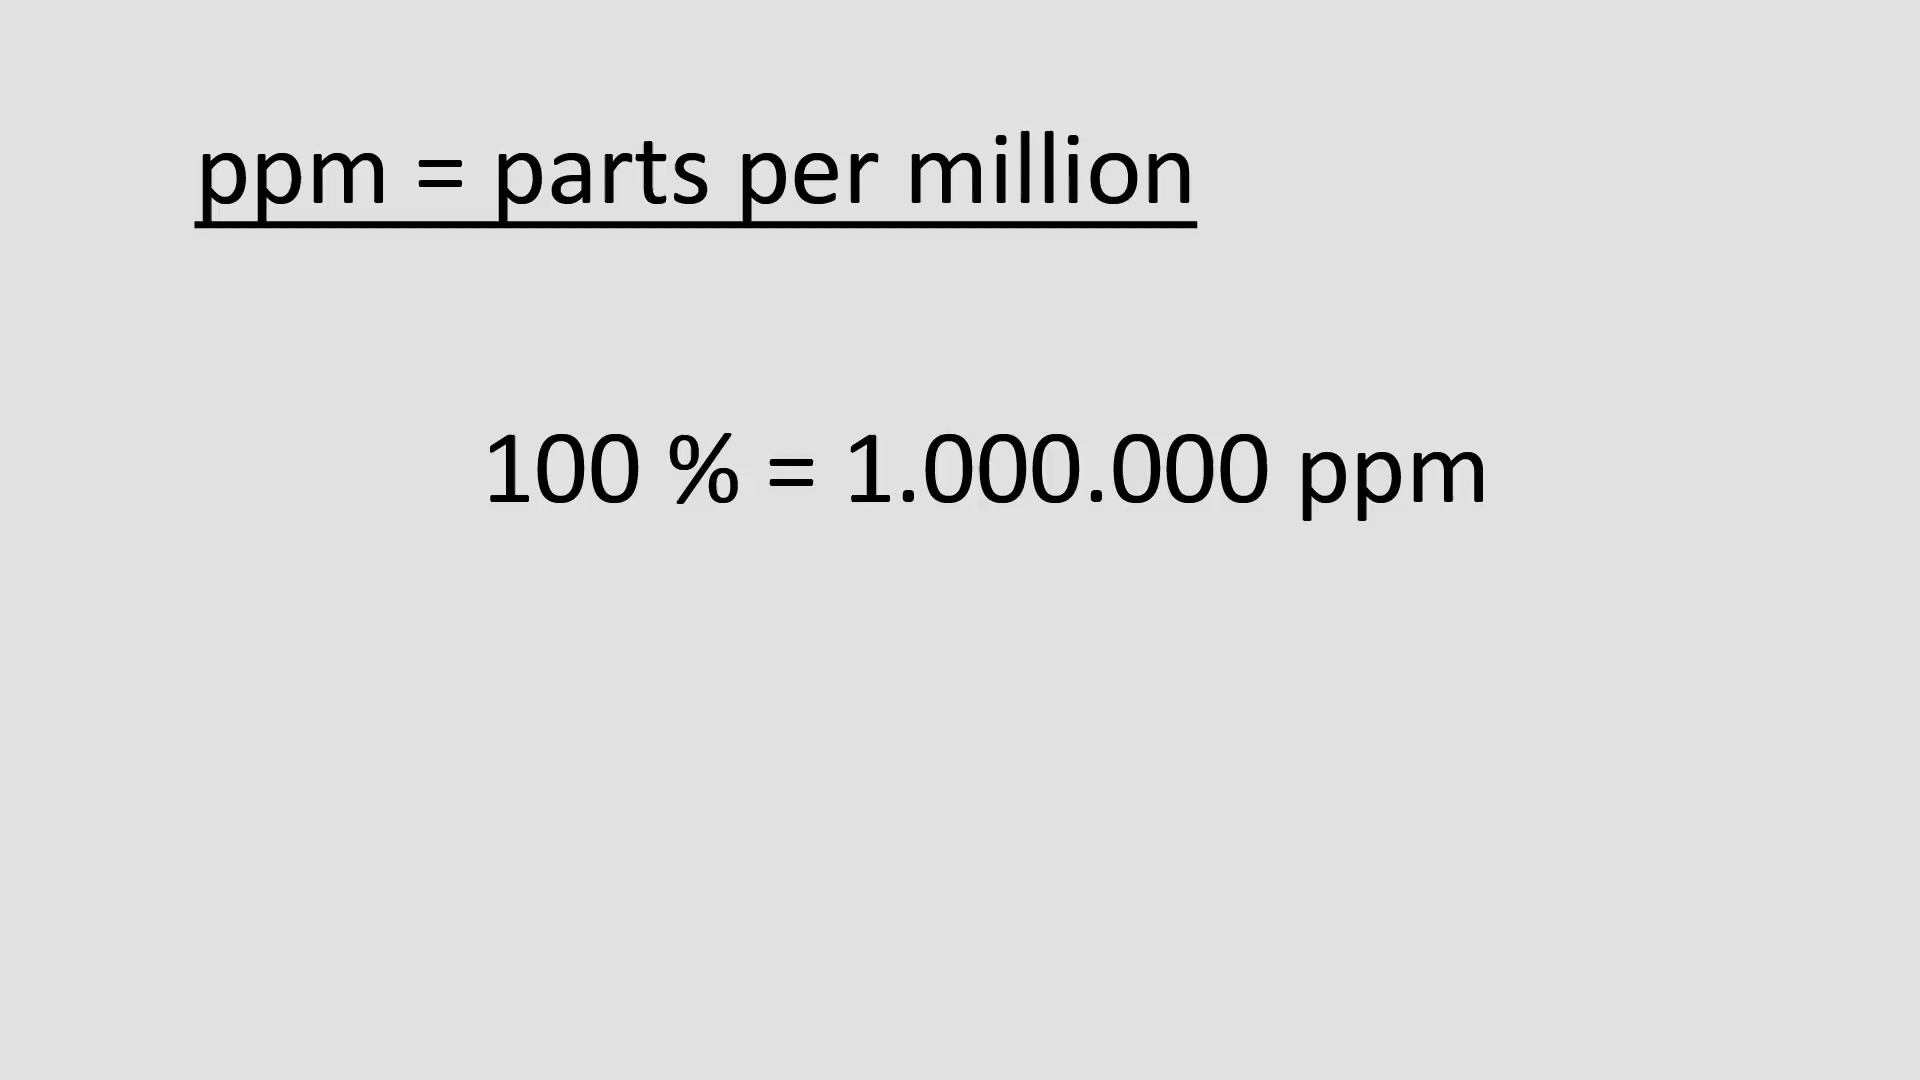 ppm = parts per million
100 % = 1.000.000 ppm